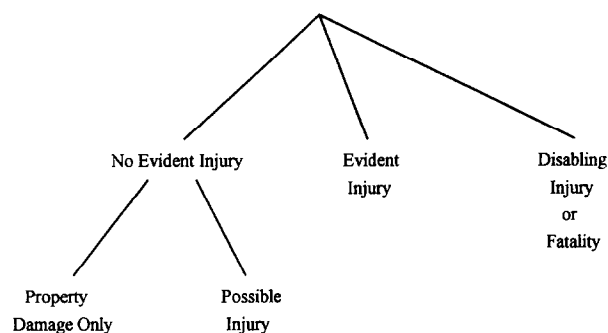 No Evident Injury
Evident
Injury
Disabling
Injury
or
Fatality
Property
Damage Only
Possible
Injury